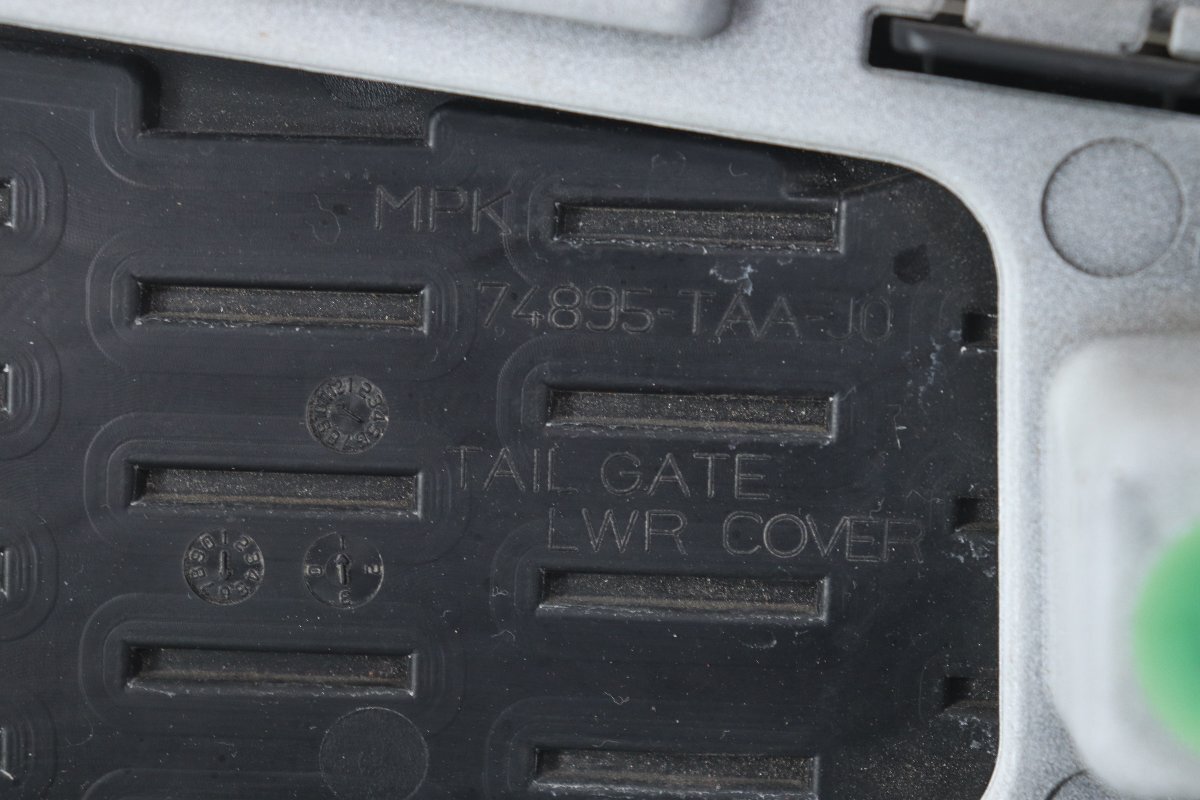 MPK
74895-TAA-J0
TAIL GATE
LWR COVER